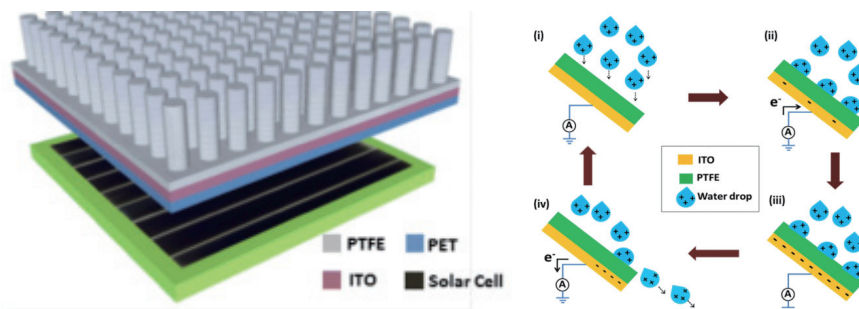 PTFE
PET
ITO
Solar Cell
(i)
(ii)
A
e-
A
ITO
PTFE
Water drop
(iv)
(iii)
e-
A
A